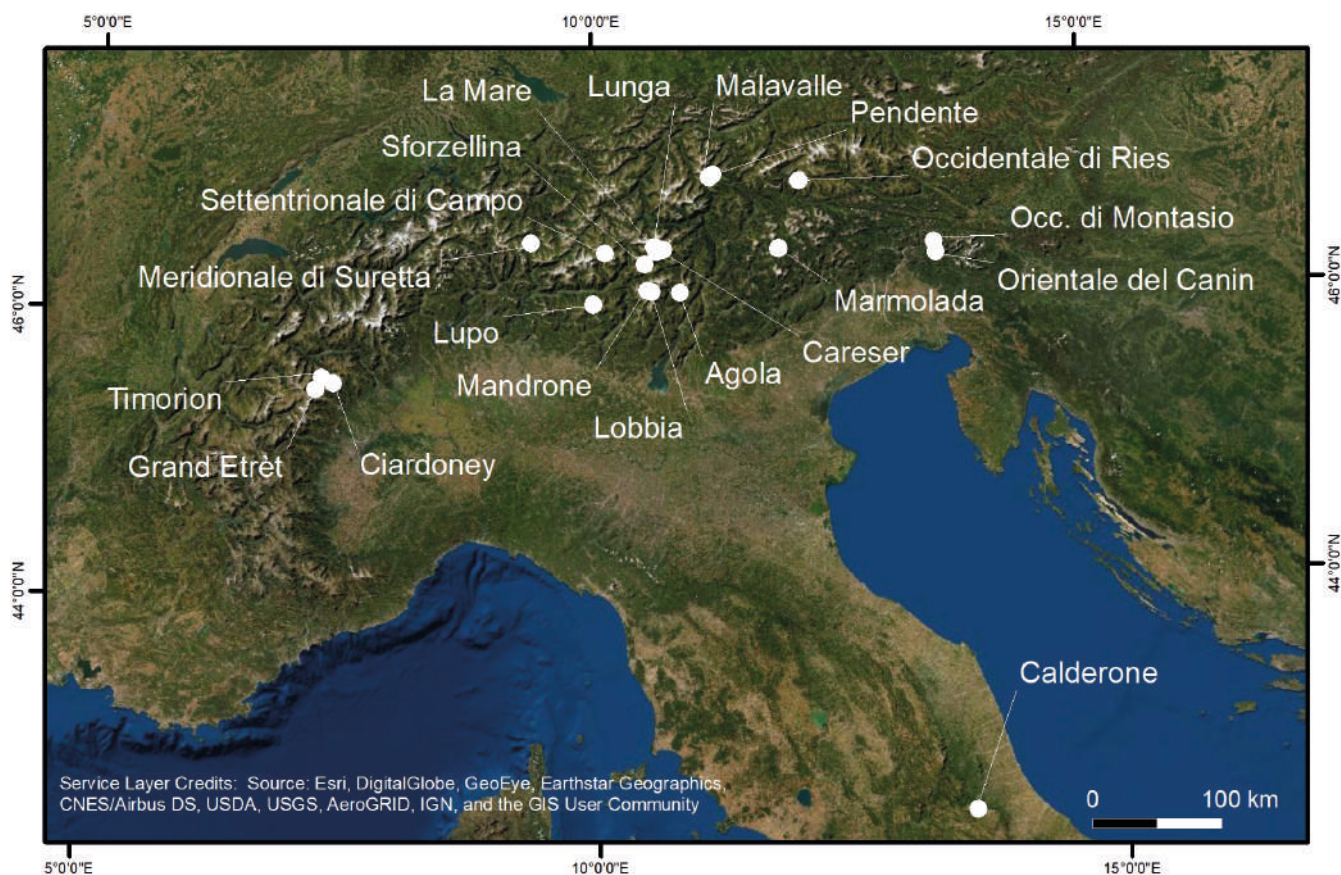 5°0'0"E 10°0'0"E 15°0'0"E
La Mare
Lunga
Malavalle
Pendente
Sforzellina
Occidentale di Ries
Settentrionale di Campo
Occ. di Montasio
Meridionale di Suretta
Orientale del Canin
46°0'0"N
46°0'0"N
Marmolada
Lupo
Careser
Mandrone
Agola
Timorion
Lobbia
Grand Etrèt
Ciardoney
44°0'0"N
44°0'0"N
Calderone
Service Layer Credits: Source: Esri, DigitalGlobe, GeoEye, Earthstar Geographics,
CNES/Airbus DS, USDA, USGS, AeroGRID, IGN, and the GIS User Community
0 100 km
5°0'0"E 10°0'0"E 15°0'0"E